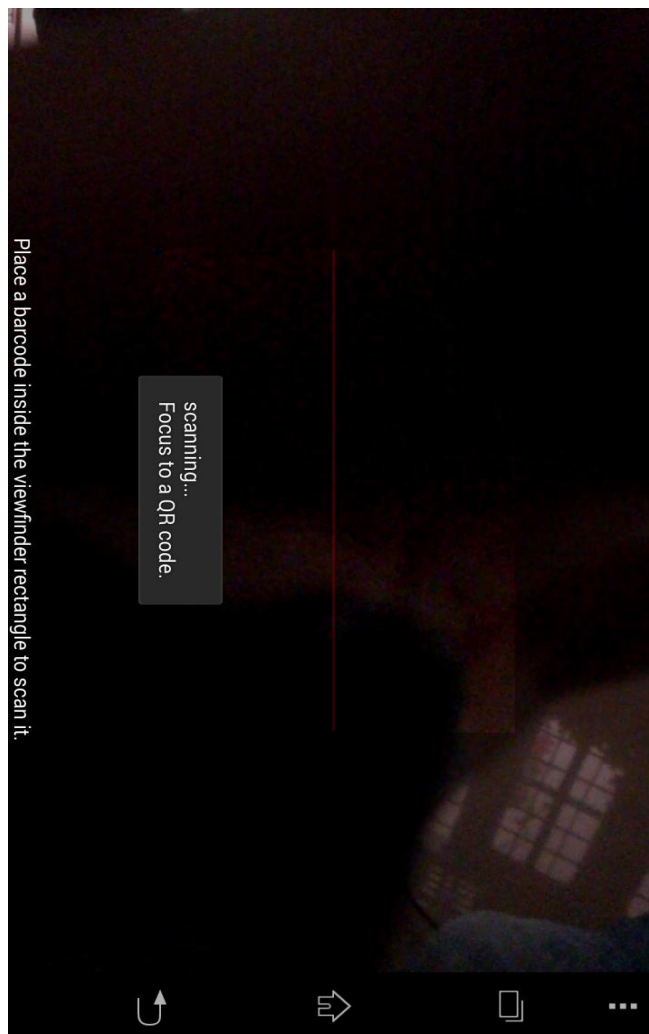 scanning...
Focus to a QR code.
Place a barcode inside the viewfinder rectangle to scan it.